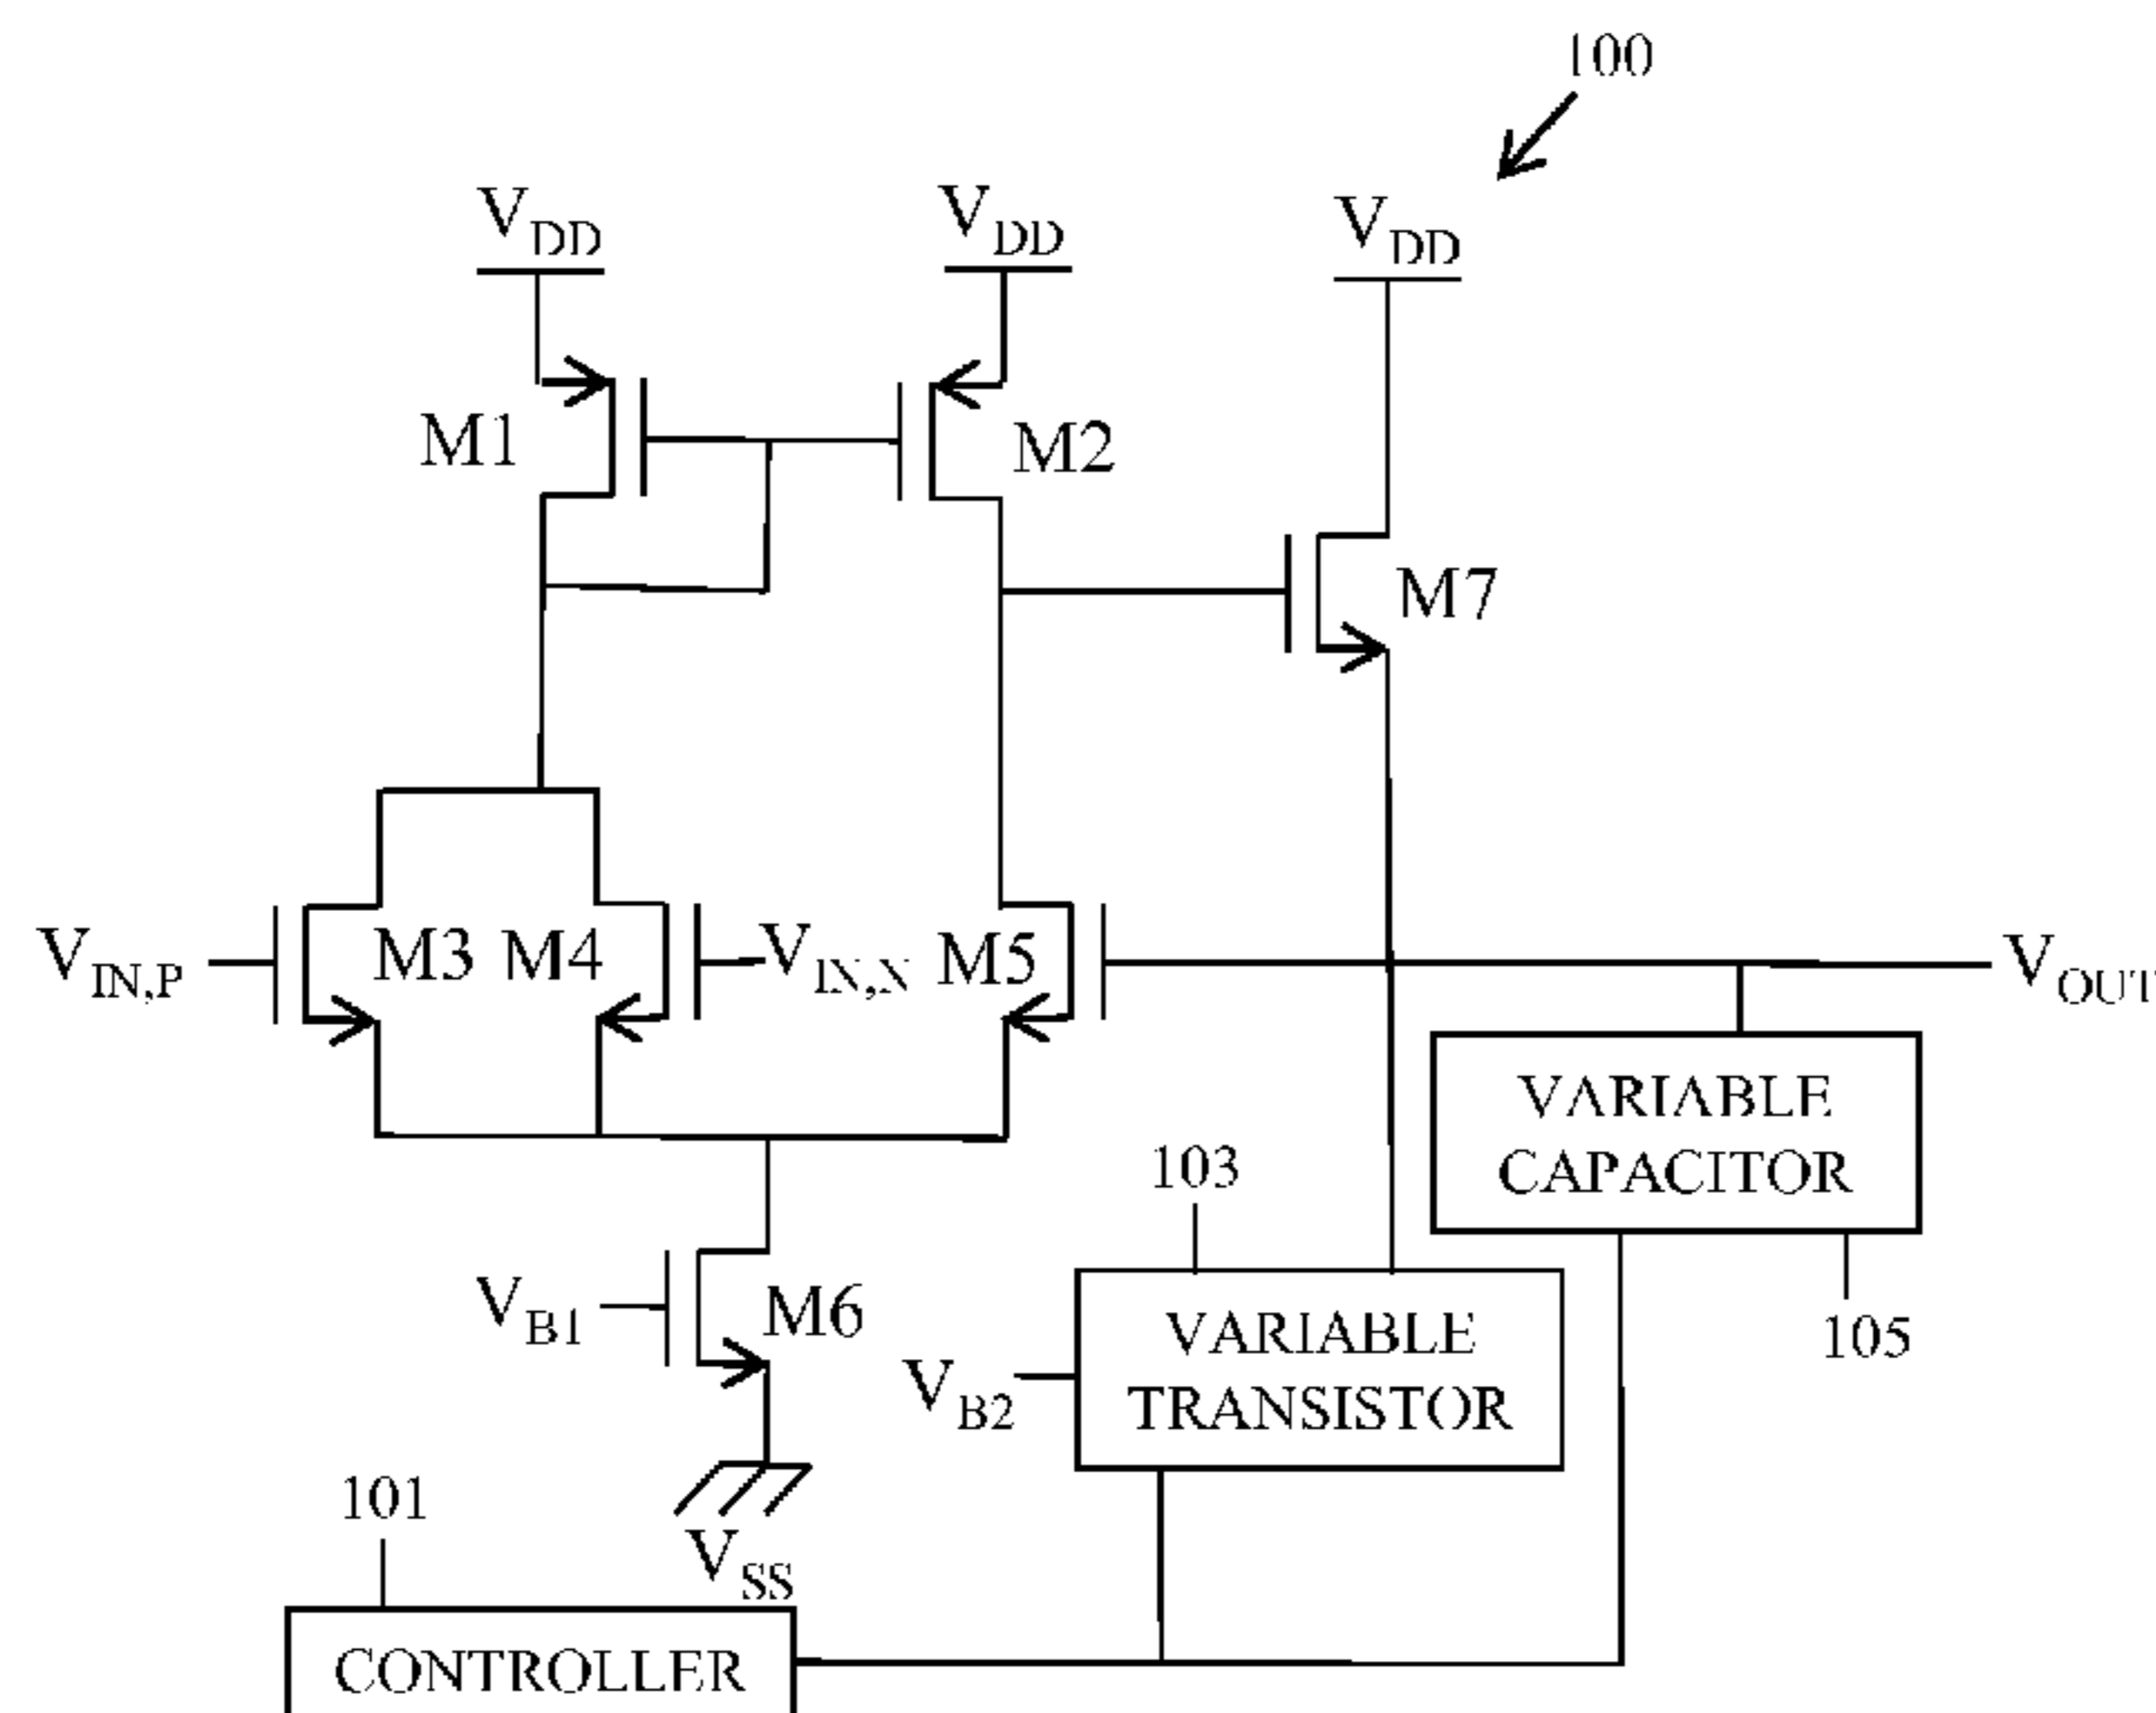 100
VDD
VDD
VDD
M1
M2
M7
VIN,P
M3
M4
VIN,N
M5
VOUT
VARIABLE
CAPACITOR
103
VB1
M6
105
VARIABLE
TRANSISTOR
VB2
101
VSS
CONTROLLER